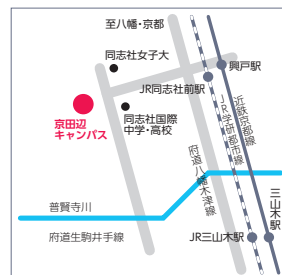 至八幡・京都
同志社女子大
興戸駅
JR同志社前駅
京田辺
キャンパス
同志社国際
中学・高校
近鉄京都線
JR学研都市線
府道八幡木津線
三山木駅
普賢寺川
府道生駒井手線
JR三山木駅